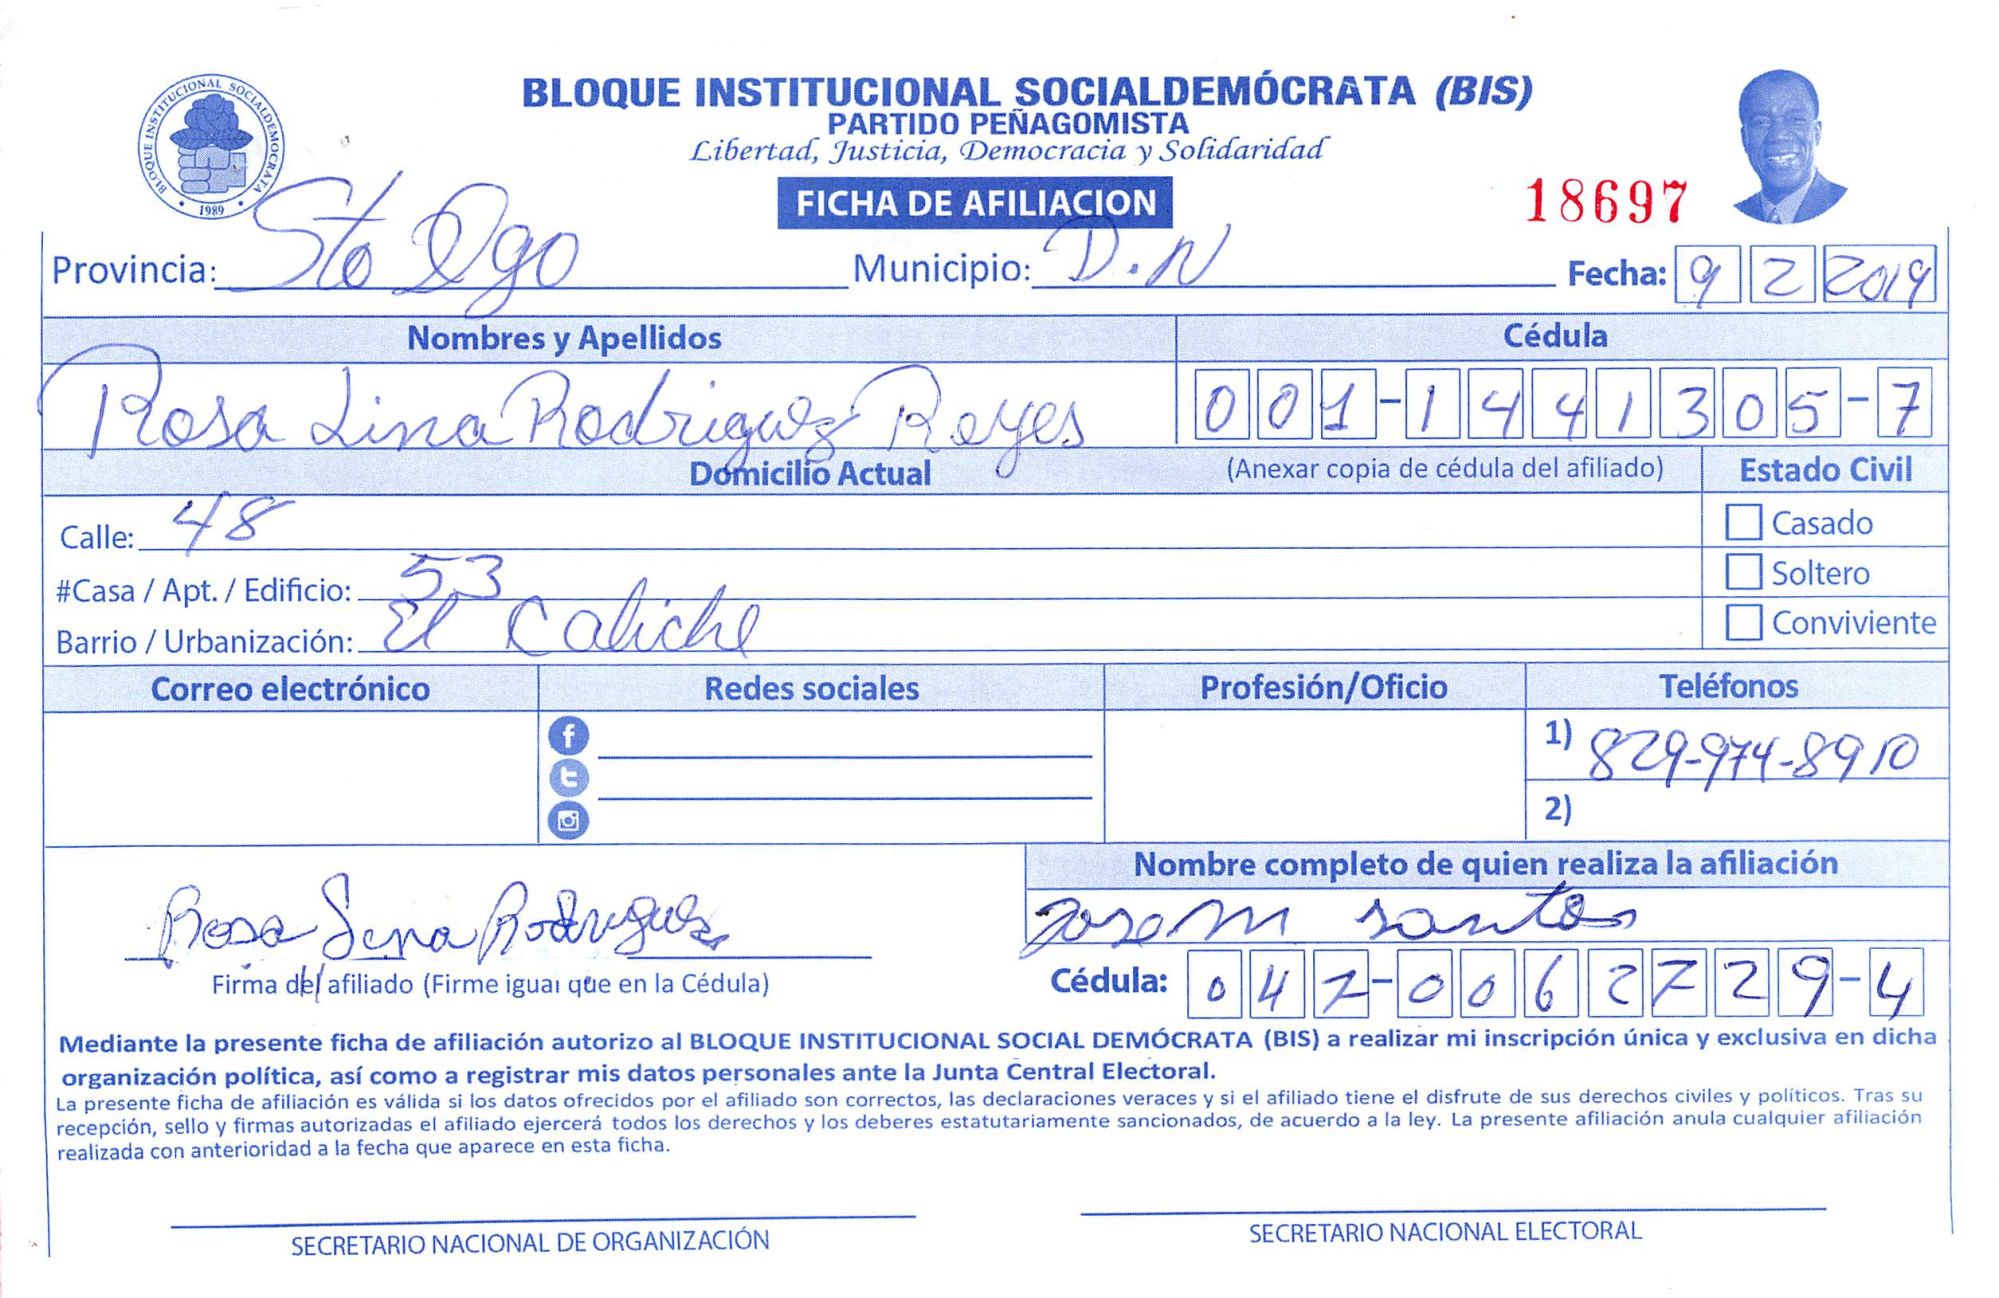 BLOQUE INSTITUCIONAL SOCIALDEMÓCRATA (BIS)
PARTIDO PEÑAGOMISTA
Libertad, Justicia, Democracia y Solidaridad
BLOQUE INSTITUCIONAL SOCIALDEMOCRATA
1989
FICHA DE AFILIACION
18697
Provincia: Sto Dgo Municipio: D.N Fecha: 9 2 2019
Nombres y Apellidos Cédula
Rosa Lina Rodriguez Reyes 001-1441305-7
Domicilio Actual (Anexar copia de cédula del afiliado) Estado Civil
Calle: 48 Casado
#Casa / Apt. / Edificio: 53 Soltero
Barrio / Urbanización: El Caliche Conviviente
Correo electrónico Redes sociales Profesión/Oficio Teléfonos
1) 829-974-8910
2)
Nombre completo de quien realiza la afiliación
Jose M santos
Rosa Lina Rodriguez
Firma del afiliado (Firme igual que en la Cédula) Cédula: 047-0062729-4
Mediante la presente ficha de afiliación autorizo al BLOQUE INSTITUCIONAL SOCIAL DEMÓCRATA (BIS) a realizar mi inscripción única y exclusiva en dicha
organización política, así como a registrar mis datos personales ante la Junta Central Electoral.
La presente ficha de afiliación es válida si los datos ofrecidos por el afiliado son correctos, las declaraciones veraces y si el afiliado tiene el disfrute de sus derechos civiles y políticos. Tras su
recepción, sello y firmas autorizadas el afiliado ejercerá todos los derechos y los deberes estatutariamente sancionados, de acuerdo a la ley. La presente afiliación anula cualquier afiliación
realizada con anterioridad a la fecha que aparece en esta ficha.
SECRETARIO NACIONAL DE ORGANIZACIÓN SECRETARIO NACIONAL ELECTORAL